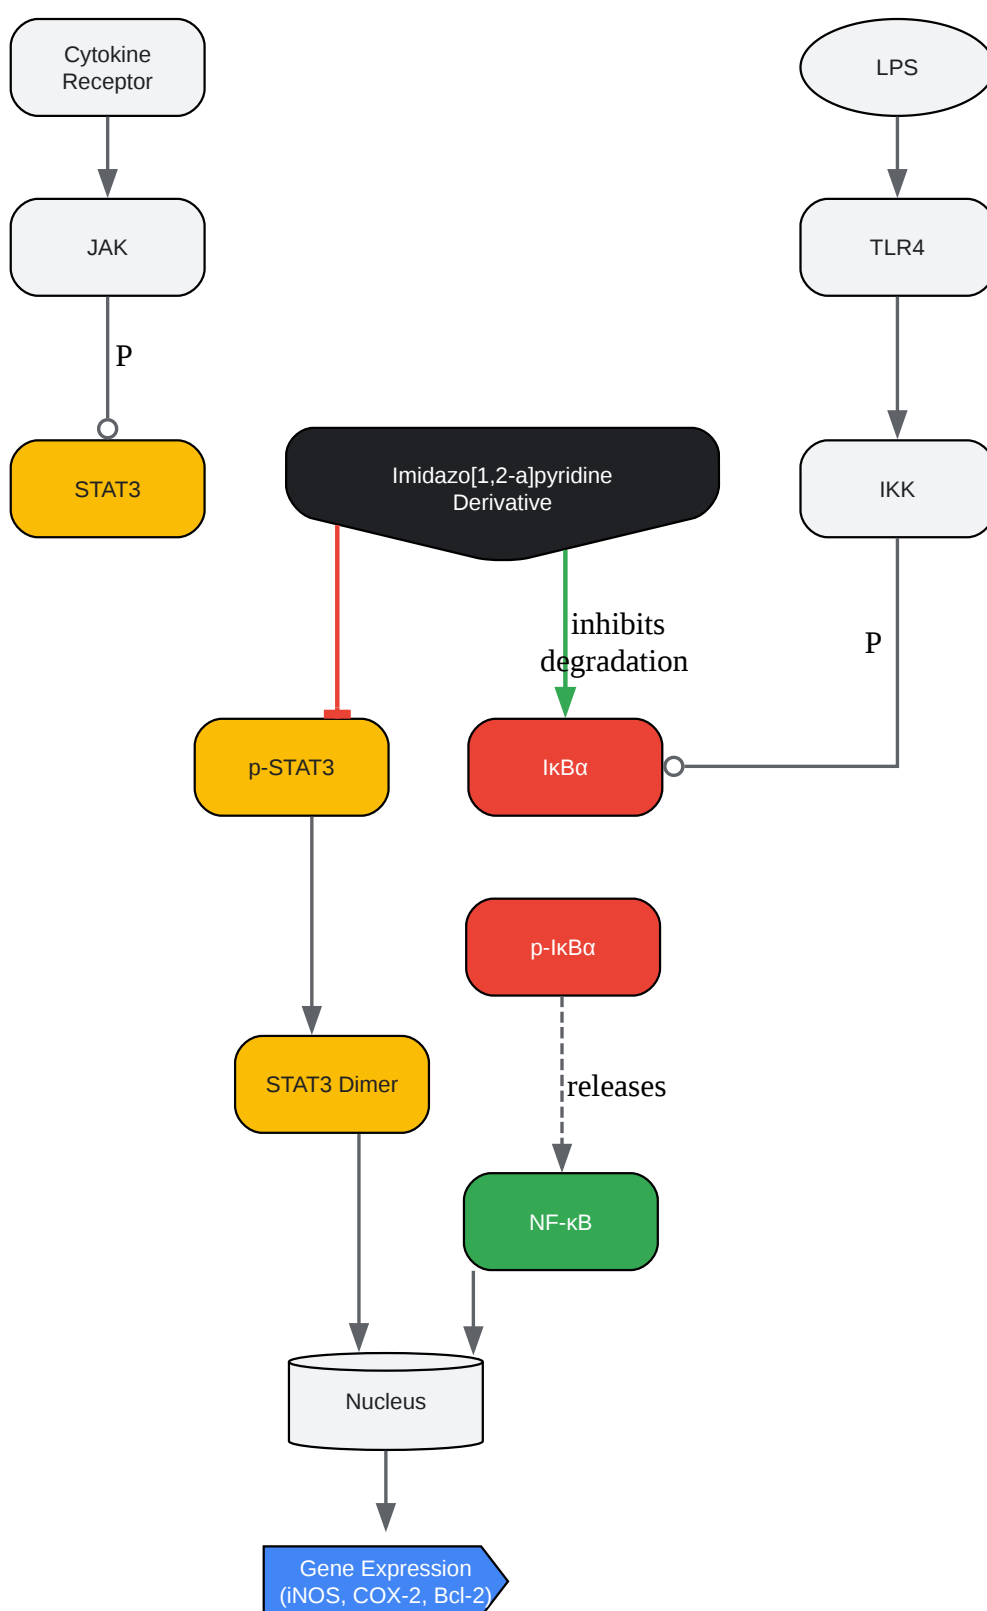 Cytokine
Receptor
LPS
JAK
TLR4
P
STAT3
Imidazo[1,2-a]pyridine
Derivative
IKK
inhibits
degradation
P
p-STAT3
IκBα
p-IκBα
STAT3 Dimer
releases
NF-κB
Nucleus
Gene Expression
(iNOS, COX-2, Bcl-2)